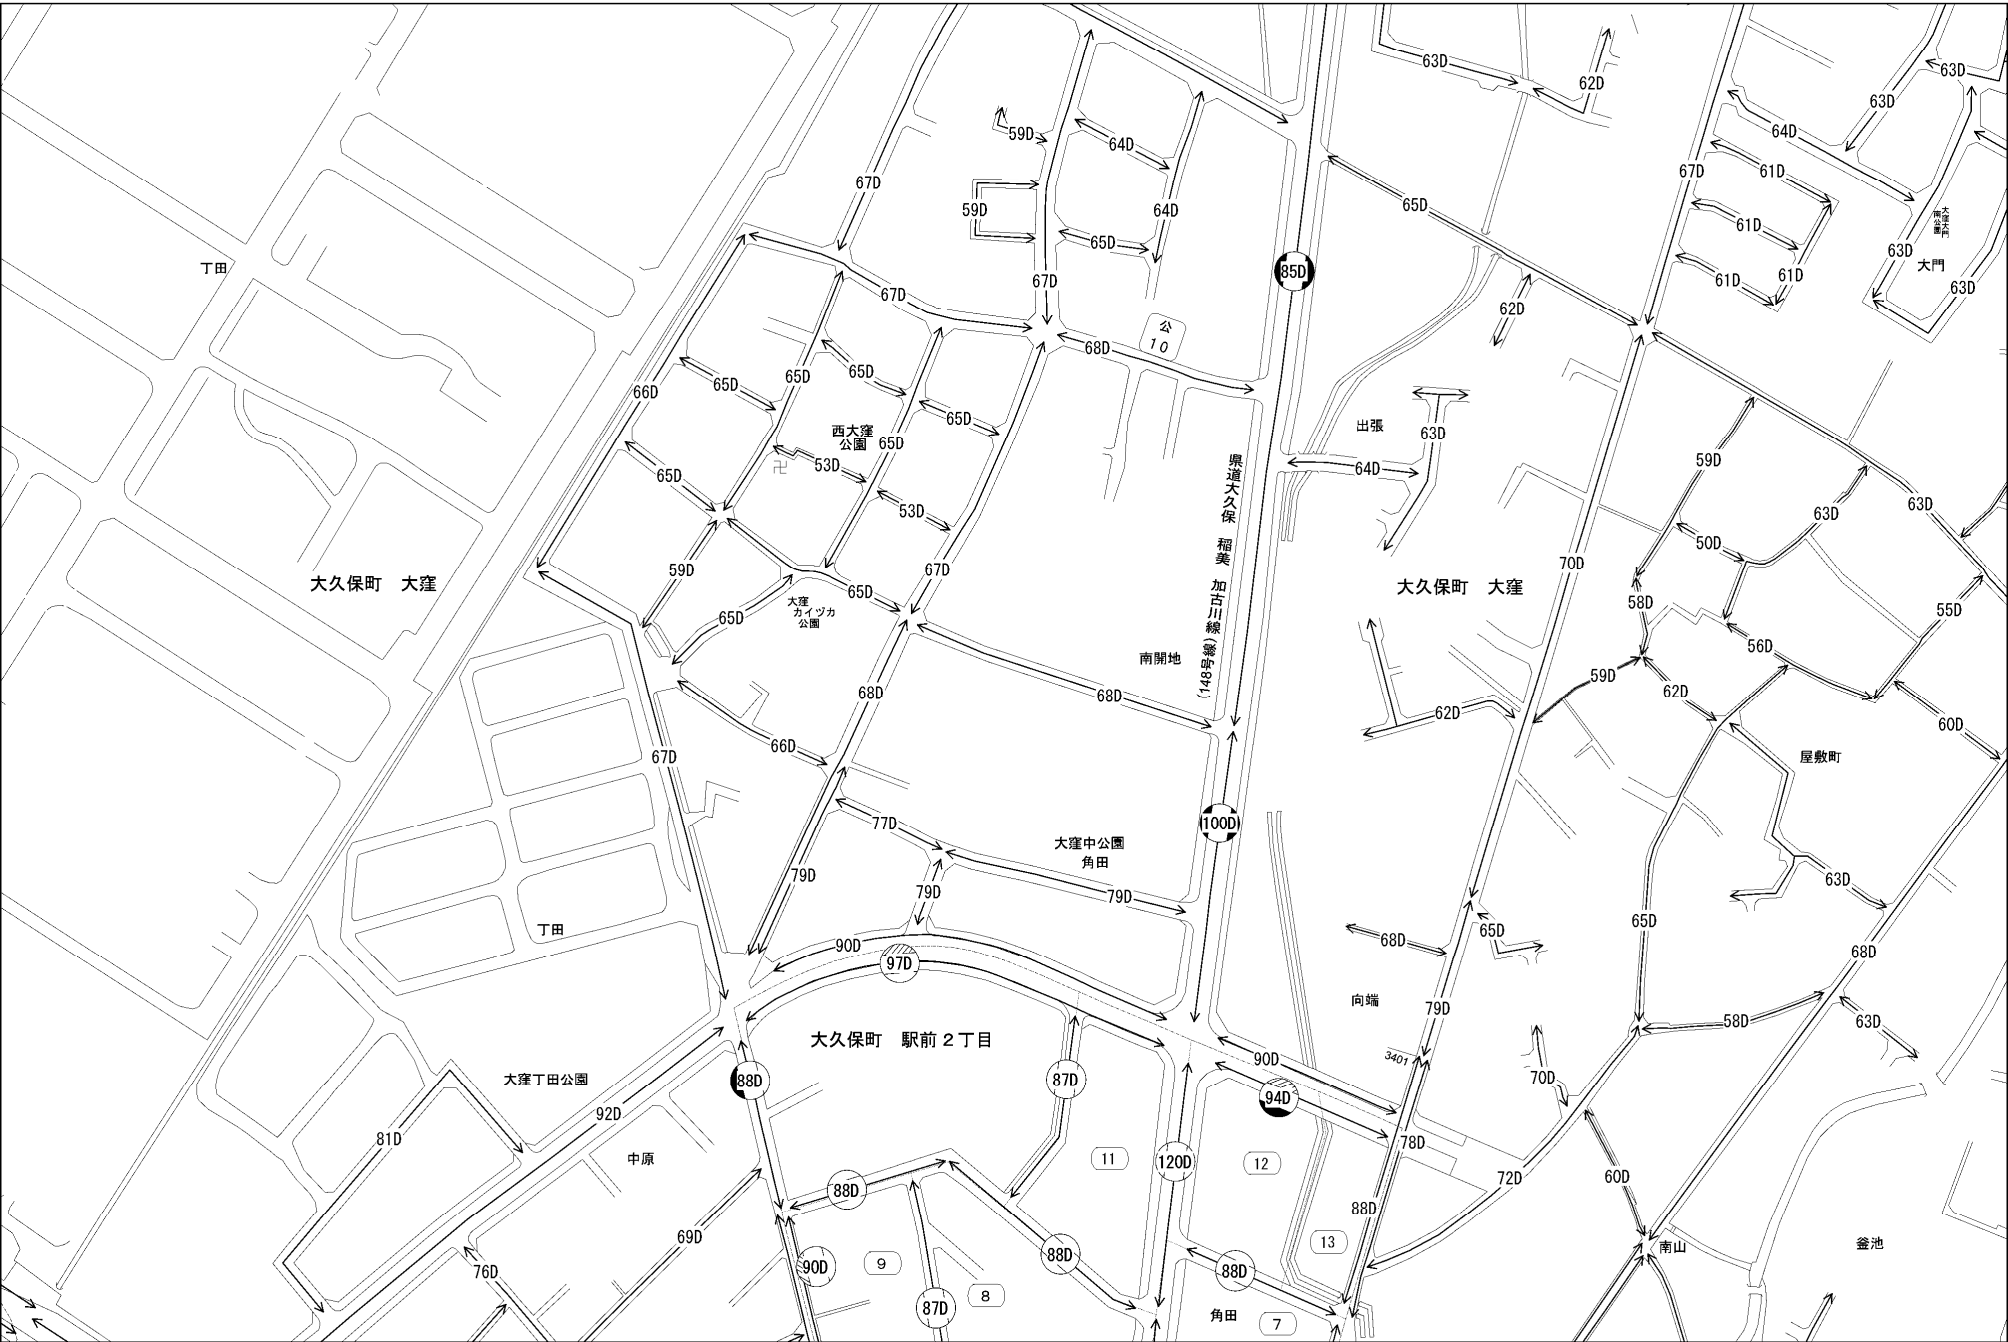 63D
63D
62D
63D
59D
64D
64D
67D
61D
67D
59D
64D
65D
61D
大窪大門
南公園
65D
63D
大門
丁田
85D
67D
67D
61D
61D
63D
62D
公
10
68D
65D
65D
65D
66D
65D
西大窪
公園
65D
出張
63D
53D
64D
65D
59D
63D
63D
53D
県道大久保 稲美 加古川線
(148号線)
50D
70D
67D
59D
大久保町 大窪
大久保町 大窪
65D
大窪
カイヅカ
公園
65D
58D
55D
56D
南開地
59D
68D
68D
62D
62D
60D
66D
67D
屋敷町
77D
100D
大窪中公園
角田
79D
79D
79D
63D
丁田
65D
65D
68D
90D
97D
68D
向端
79D
58D
63D
大久保町 駅前2丁目
90D
3401
大窪丁田公園
88D
87D
70D
94D
92D
81D
78D
中原
11
120D
12
72D
60D
88D
88D
69D
13
88D
南山
釜池
76D
90D
9
88D
8
87D
角田
7